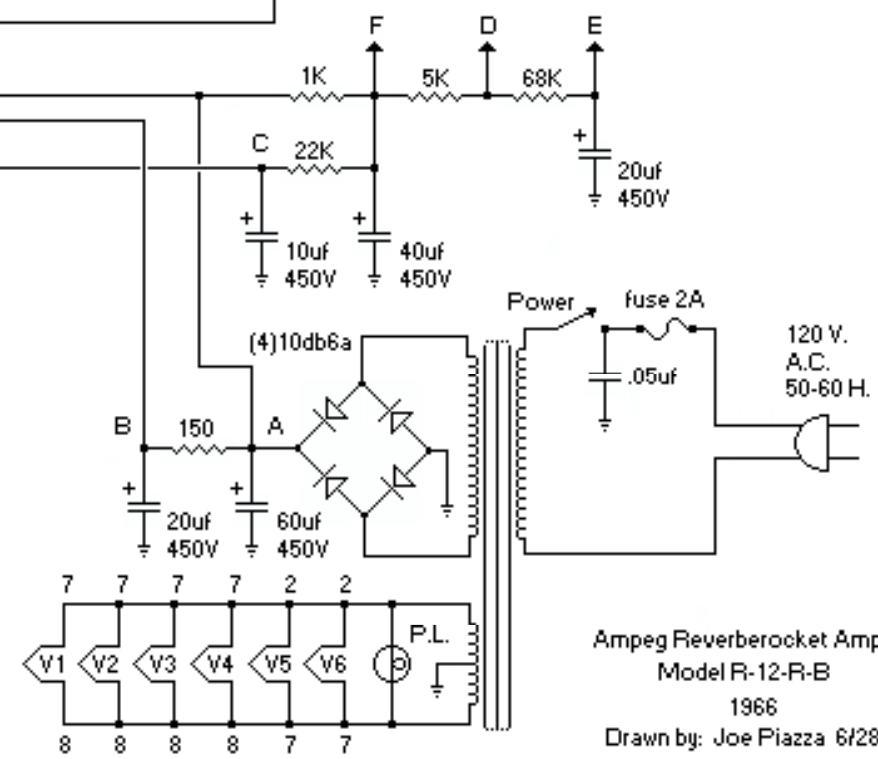 F D E
1K 5K 68K
C 22K
+
20uf
450V
+ +
10uf 40uf
450V 450V
Power fuse 2A
(4)10db6a
120 V.
A.C.
50-60 H.
.05uf
B 150 A
+ +
20uf 60uf
450V 450V
7 7 7 7 2 2
P.L.
V1 V2 V3 V4 V5 V6
8 8 8 8 7 7
Ampeg Reverberocket Amp
Model R-12-R-B
1966
Drawn by: Joe Piazza 6/28